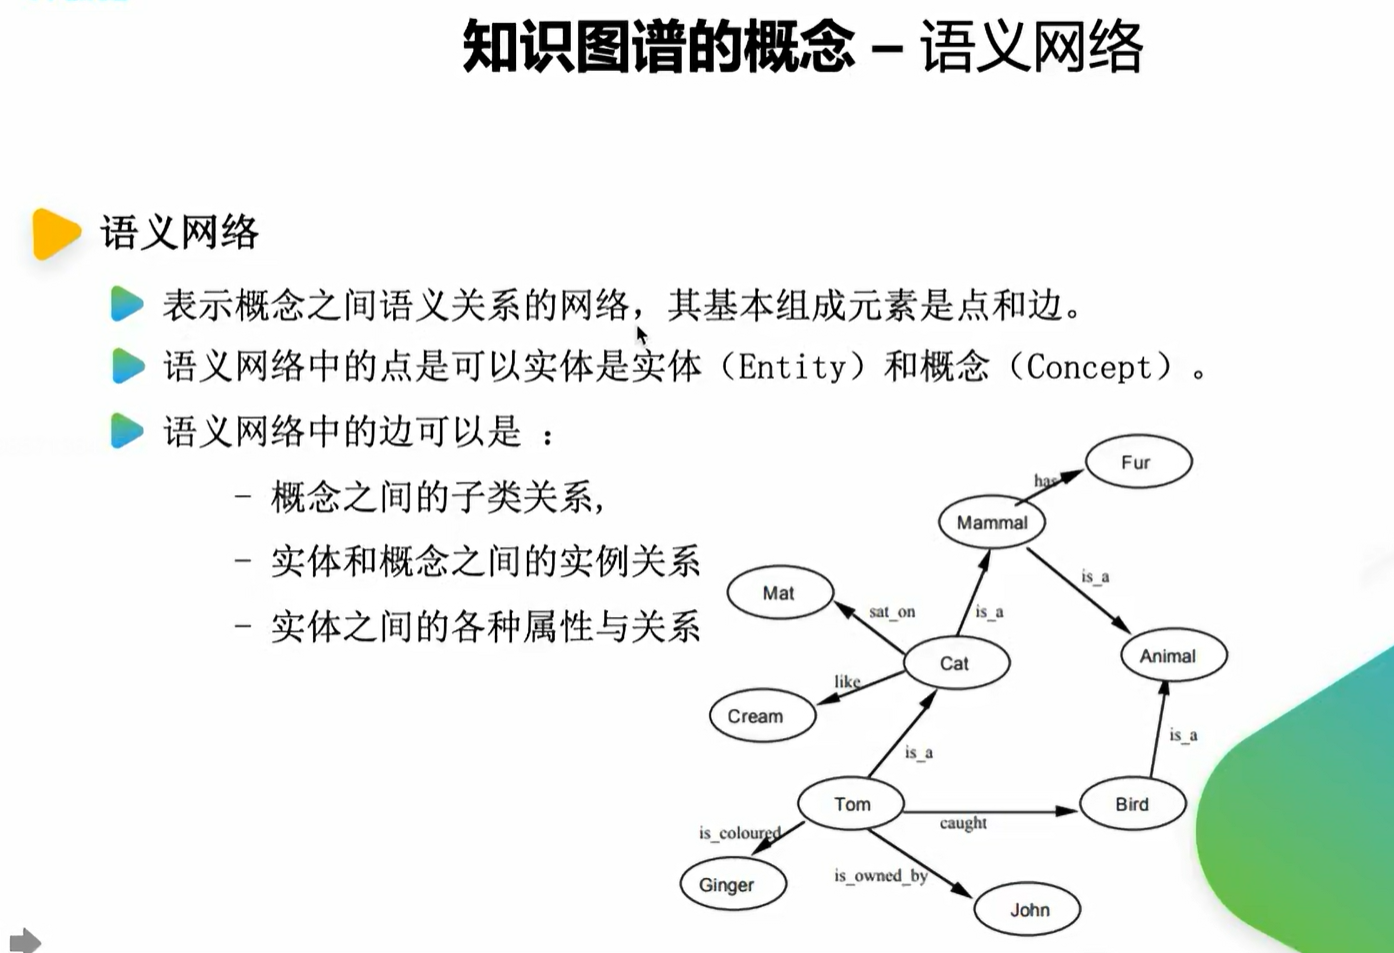 知识图谱的概念 – 语义网络
语义网络
表示概念之间语义关系的网络，其基本组成元素是点和边。
语义网络中的点是可以实体是实体（Entity）和概念（Concept）。
语义网络中的边可以是 ：
– 概念之间的子类关系,
– 实体和概念之间的实例关系
– 实体之间的各种属性与关系
Fur
has
Mammal
is_a
Mat
sat_on
is_a
Cat
Animal
like
Cream
is_a
is_a
Tom
Bird
caught
is_coloured
is_owned_by
Ginger
John